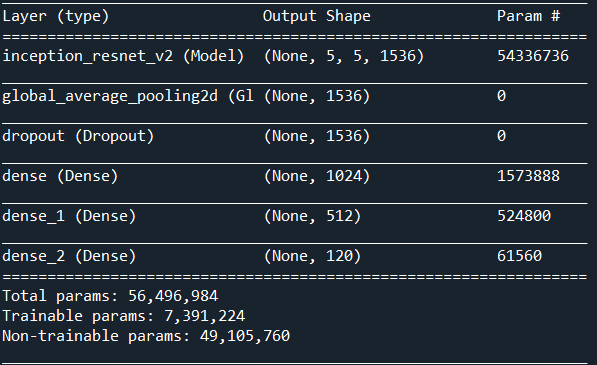 Layer (type) Output Shape Param #
=================================================================
inception_resnet_v2 (Model) (None, 5, 5, 1536) 54336736
global_average_pooling2d (Gl (None, 1536) 0
dropout (Dropout) (None, 1536) 0
dense (Dense) (None, 1024) 1573888
dense_1 (Dense) (None, 512) 524800
dense_2 (Dense) (None, 120) 61560
=================================================================
Total params: 56,496,984
Trainable params: 7,391,224
Non-trainable params: 49,105,760